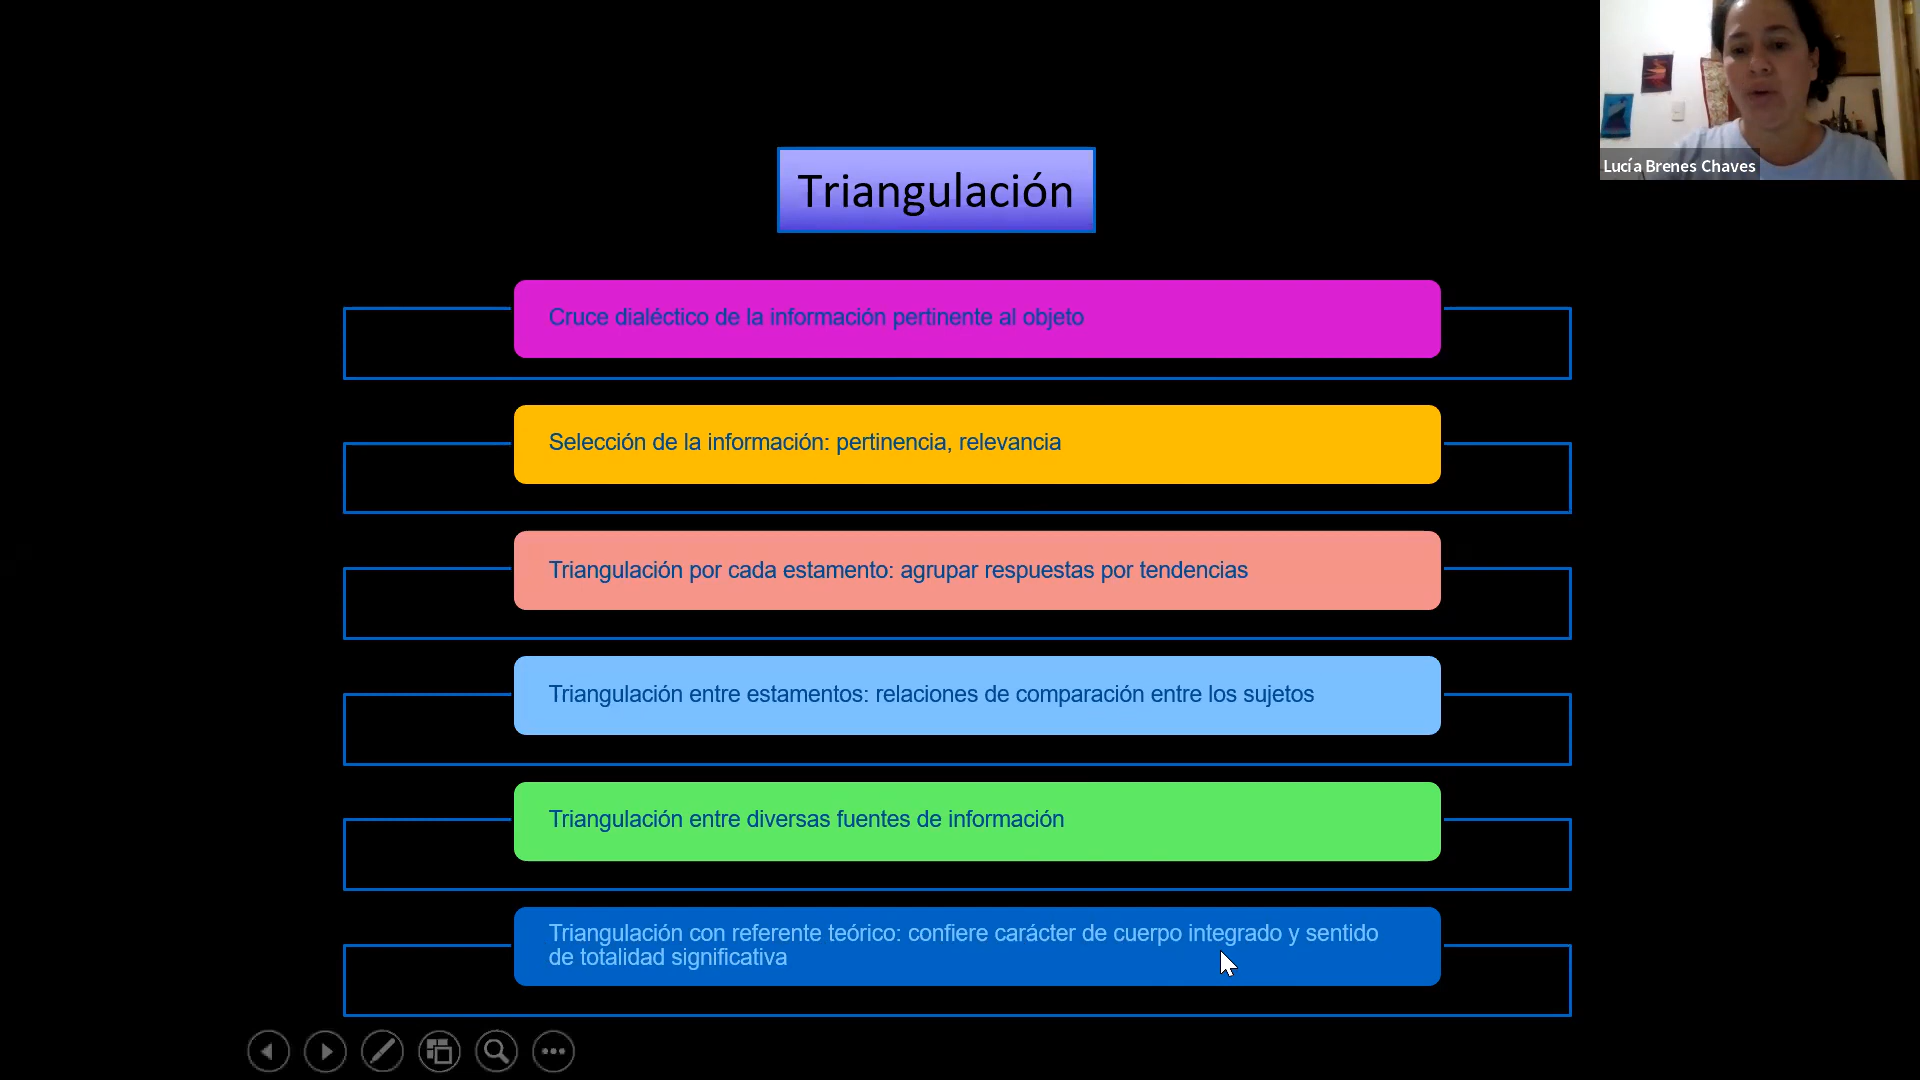 Lucía Brenes Chaves
Triangulación
Cruce dialéctico de la información pertinente al objeto
Selección de la información: pertinencia, relevancia
Triangulación por cada estamento: agrupar respuestas por tendencias
Triangulación entre estamentos: relaciones de comparación entre los sujetos
Triangulación entre diversas fuentes de información
Triangulación con referente teórico: confiere carácter de cuerpo integrado y sentido
de totalidad significativa